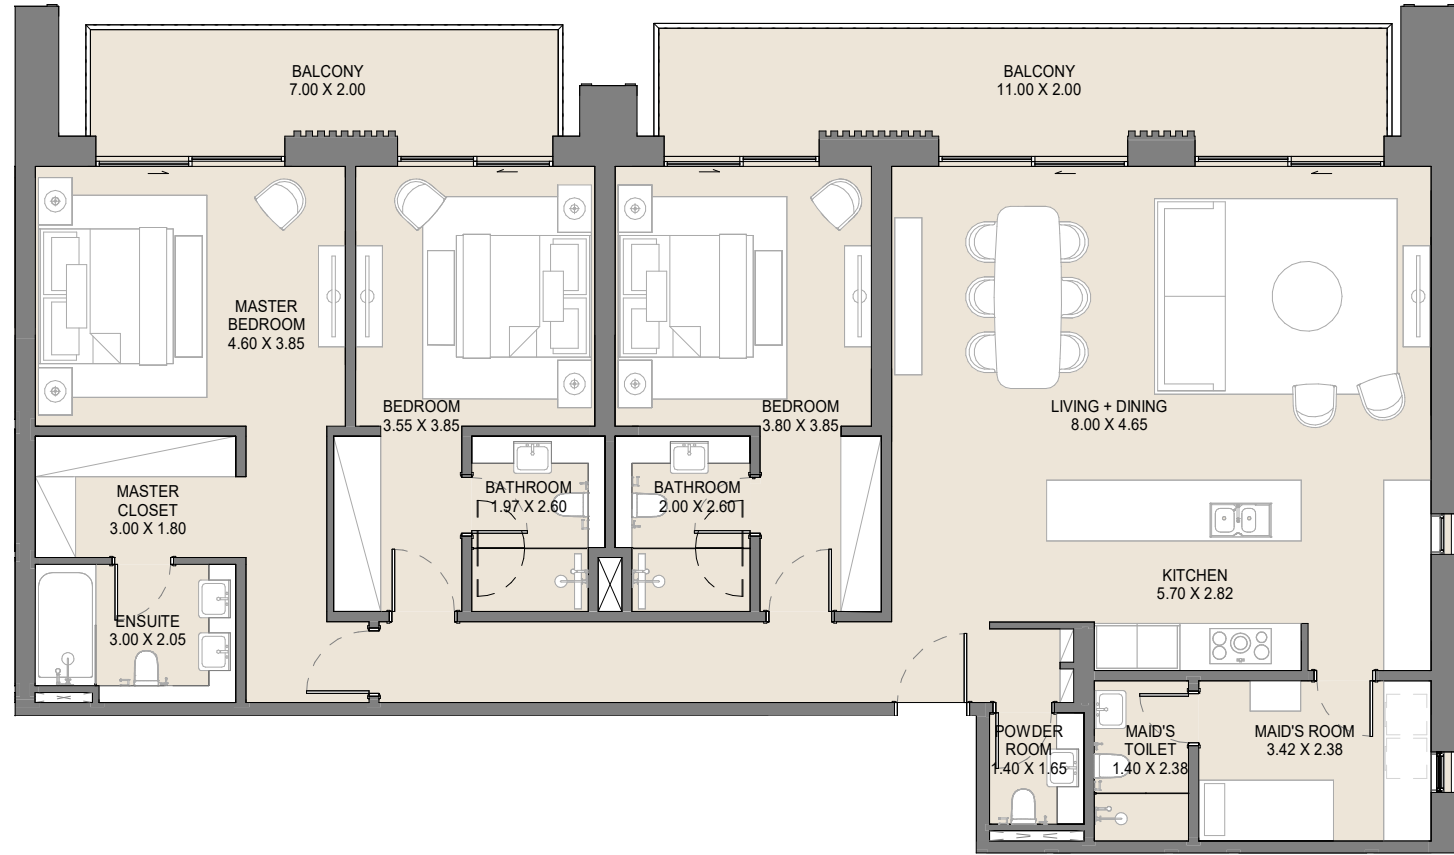 BALCONY
7.00 X 2.00
BALCONY
11.00 X 2.00
MASTER
BEDROOM
4.60 X 3.85
BEDROOM
3.55 X 3.85
BEDROOM
3.80 X 3.85
LIVING + DINING
8.00 X 4.65
MASTER
CLOSET
3.00 X 1.80
BATHROOM
1.97 X 2.60
BATHROOM
2.00 X 2.60
KITCHEN
5.70 X 2.82
ENSUITE
3.00 X 2.05
POWDER
ROOM
1.40 X 1.65
MAID'S
TOILET
1.40 X 2.38
MAID'S ROOM
3.42 X 2.38